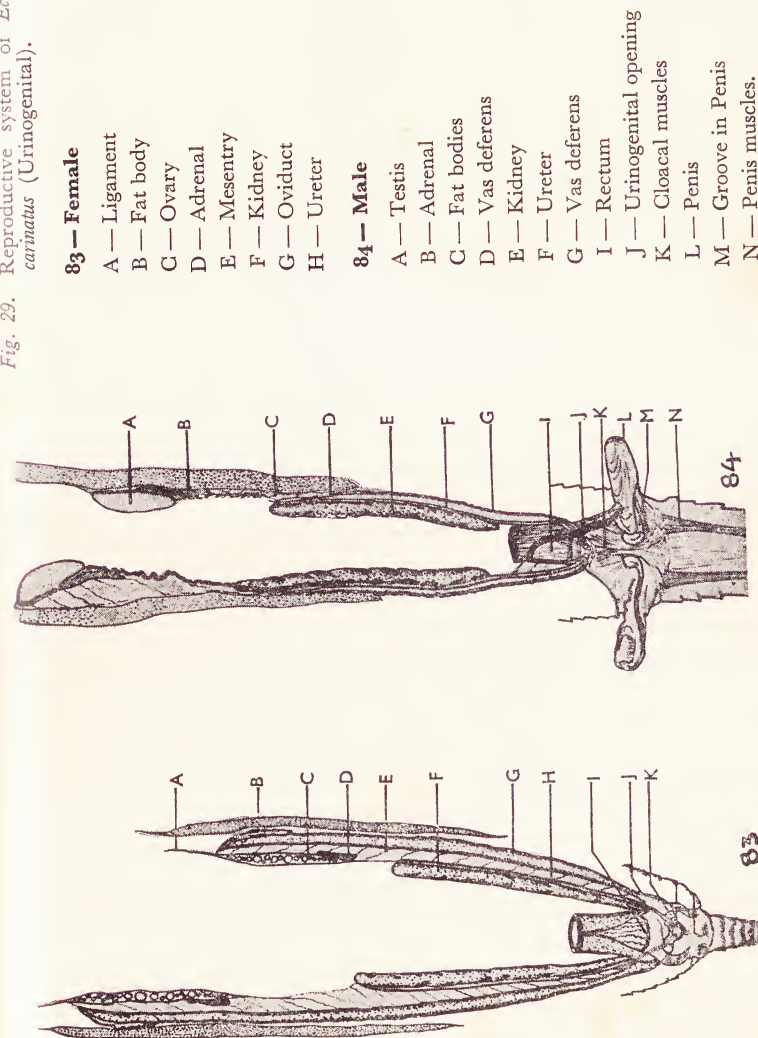 Fig. 29. Reproductive system of
carinatus (Urinogenital).
83 — Female
A — Ligament
B — Fat body
C — Ovary
D — Adrenal
E — Mesentry
F — Kidney
G — Oviduct
H — Ureter
84 — Male
A — Testis
B — Adrenal
C — Fat bodies
D — Vas deferens
E — Kidney
F — Ureter
G — Vas deferens
I — Rectum
J — Urinogenital opening
K — Cloacal muscles
L — Penis
M — Groove in Penis
N — Penis muscles.
A
B
C
D
E
F
G
I
J
K
L
M
N
84
A
B
C
D
E
F
G
H
I
J
K
83